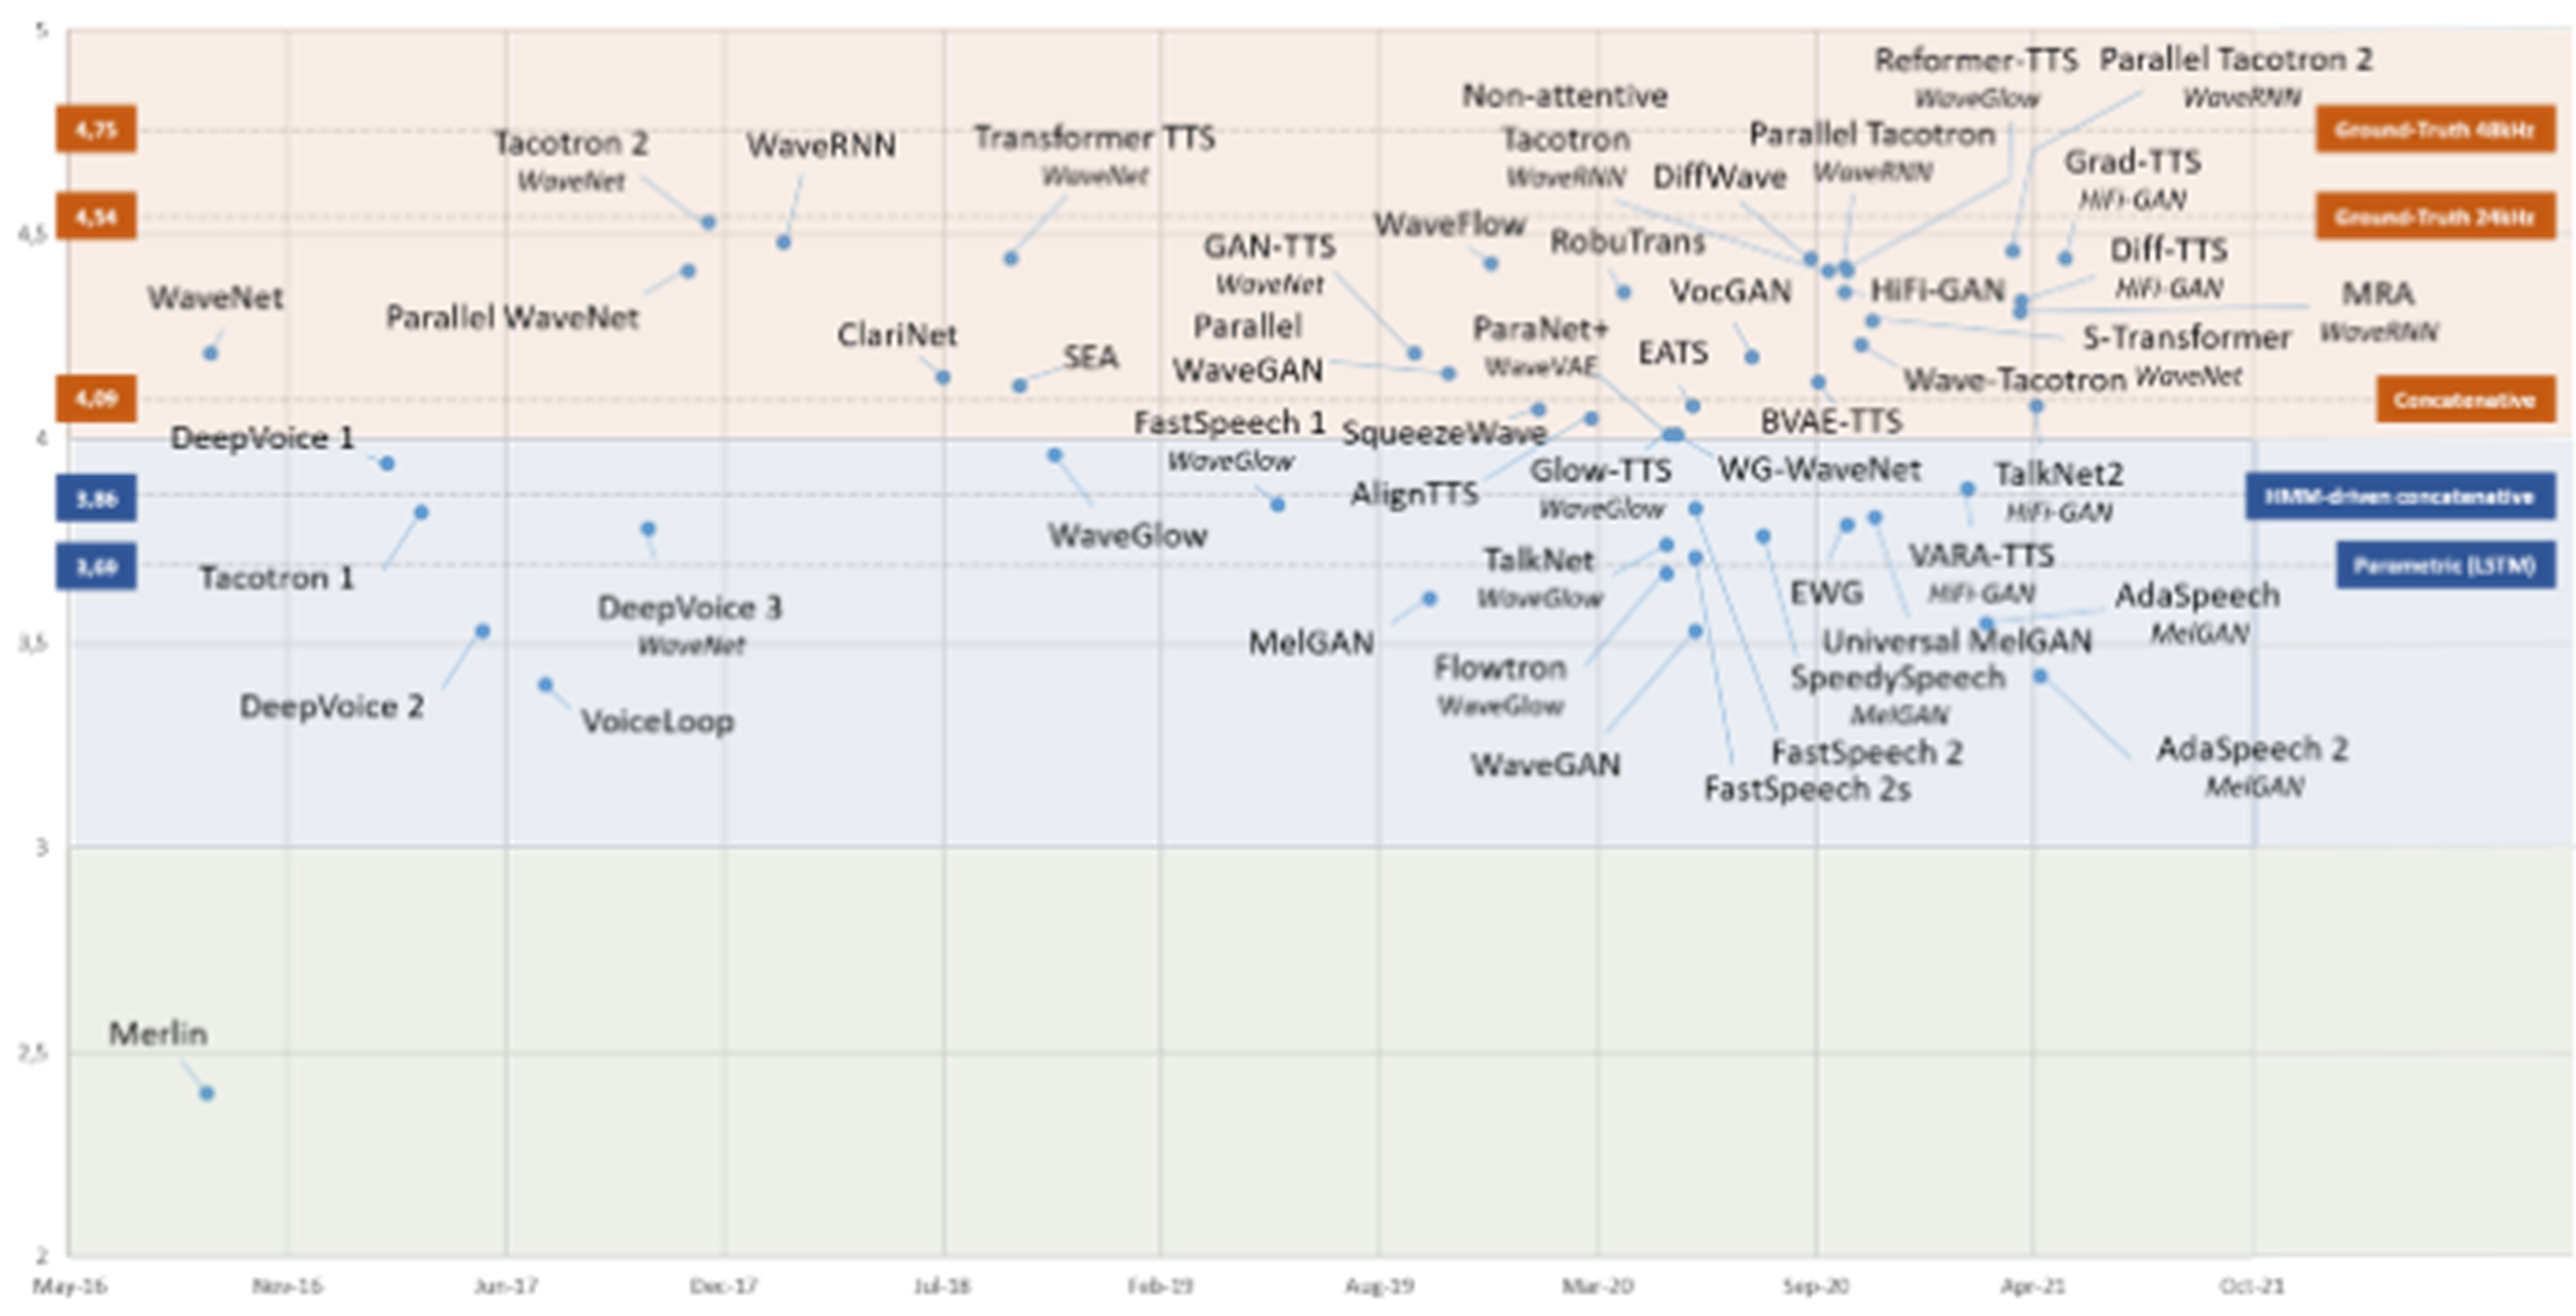 5
Reformer-TTS
WaveGlow
Parallel Tacotron 2
WaveRNN
Non-attentive
Tacotron
WaveRNN
4,75
Ground-Truth 48kHz
Tacotron 2
WaveNet
WaveRNN
Transformer TTS
WaveNet
DiffWave
Parallel Tacotron
WaveRNN
Grad-TTS
HiFi-GAN
4,54
Ground-Truth 24kHz
4,5
WaveFlow
RobuTrans
GAN-TTS
WaveNet
Diff-TTS
HiFi-GAN
WaveNet
Parallel WaveNet
VocGAN
HiFi-GAN
MRA
WaveRNN
ClariNet
SEA
Parallel
WaveGAN
ParaNet+
WaveVAE
EATS
S-Transformer
WaveNet
Wave-Tacotron
4,09
Concatenative
FastSpeech 1
WaveGlow
SqueezeWave
BVAE-TTS
4
DeepVoice 1
AlignTTS
Glow-TTS
WaveGlow
WG-WaveNet
TalkNet2
HiFi-GAN
3,86
HMM-driven concatenative
WaveGlow
3,69
Parametric (LSTM)
Tacotron 1
TalkNet
WaveGlow
EWG
VARA-TTS
HiFi-GAN
AdaSpeech
MelGAN
DeepVoice 3
WaveNet
3,5
MelGAN
Universal MelGAN
Flowtron
WaveGlow
SpeedySpeech
MelGAN
DeepVoice 2
VoiceLoop
WaveGAN
FastSpeech 2
FastSpeech 2s
AdaSpeech 2
MelGAN
3
Merlin
2,5
2
May-16 Nov-16 Jun-17 Dec-17 Jul-18 Feb-19 Aug-19 Mar-20 Sep-20 Apr-21 Oct-21